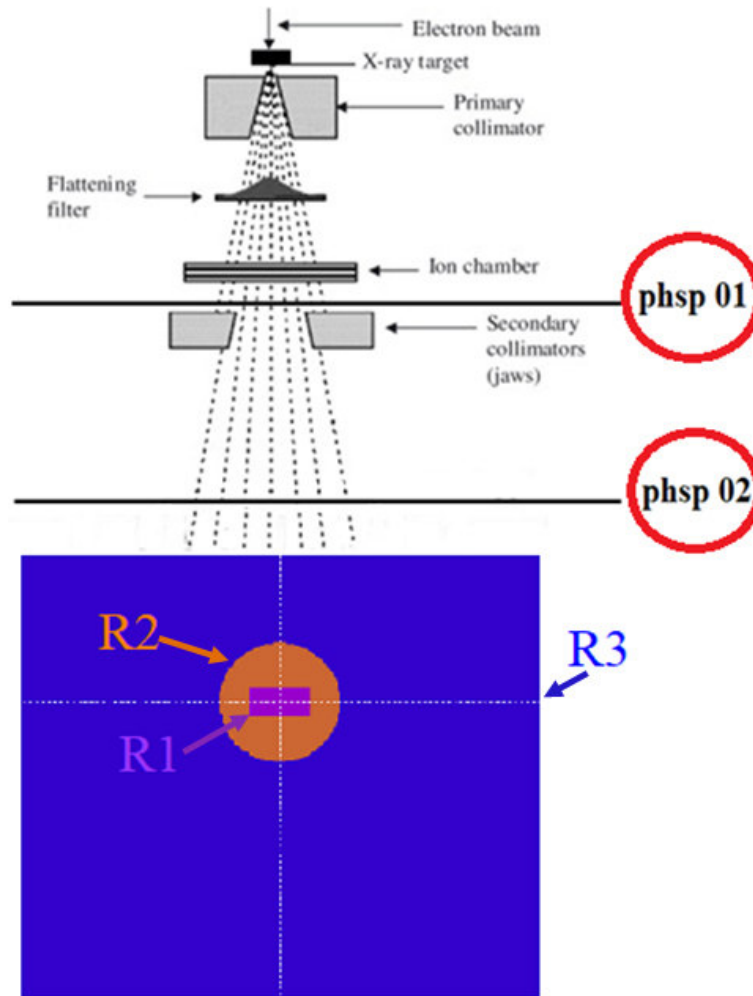 Electron beam
X-ray target
Primary
collimator
Flattening
filter
Ion chamber
phsp 01
Secondary
collimators
(jaws)
phsp 02
R2
R3
R1